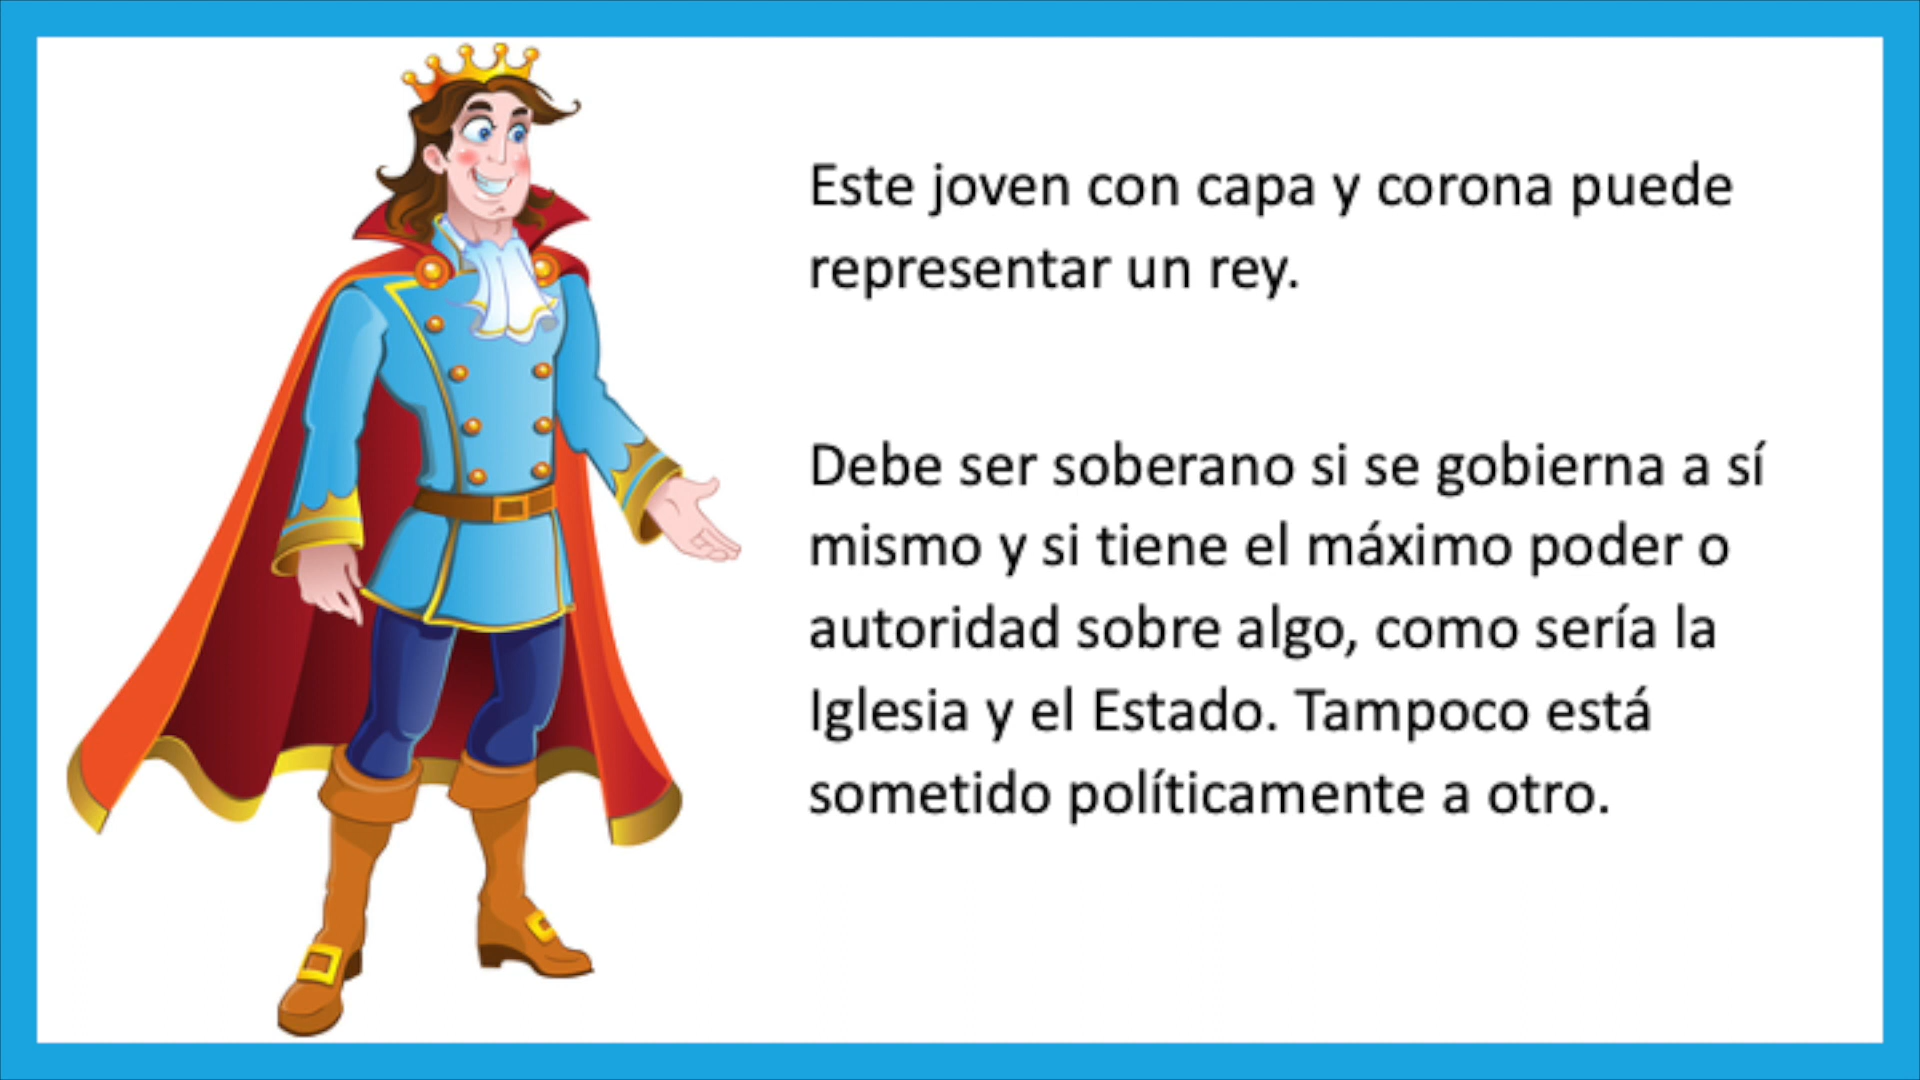 Este joven con capa y corona puede
representar un rey.
Debe ser soberano si se gobierna a sí
mismo y si tiene el máximo poder o
autoridad sobre algo, como sería la
Iglesia y el Estado. Tampoco está
sometido políticamente a otro.